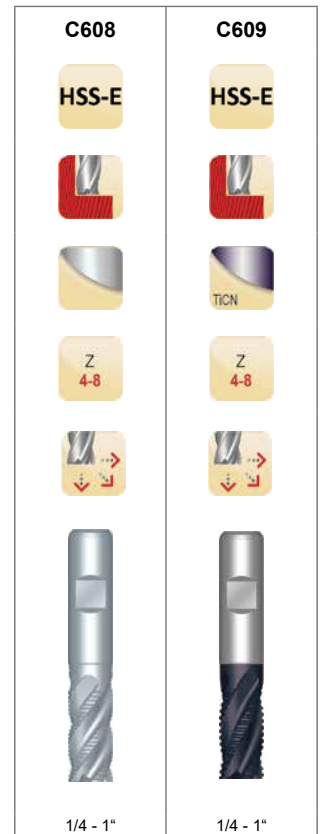 C608 C609
HSS-E HSS-E
TiCN
Z Z
4-8 4-8
1/4 - 1“ 1/4 - 1“